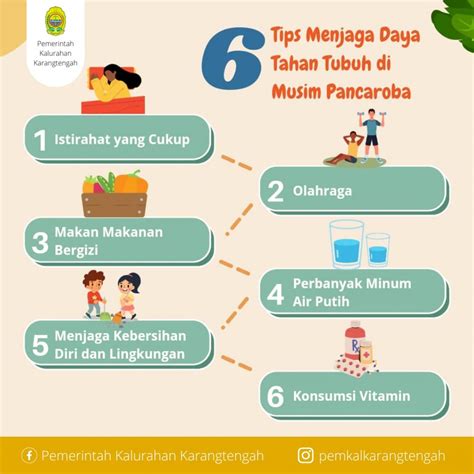 Pemerintah
Kalurahan
Karangtengah
6
Tips Menjaga Daya
Tahan Tubuh di
Musim Pancaroba
1 Istirahat yang Cukup
2 Olahraga
3 Makan Makanan
Bergizi
4 Perbanyak Minum
Air Putih
5 Menjaga Kebersihan
Diri dan Lingkungan
Rx
6 Konsumsi Vitamin
Pemerintah Kalurahan Karangtengah
pemkalkarangtengah